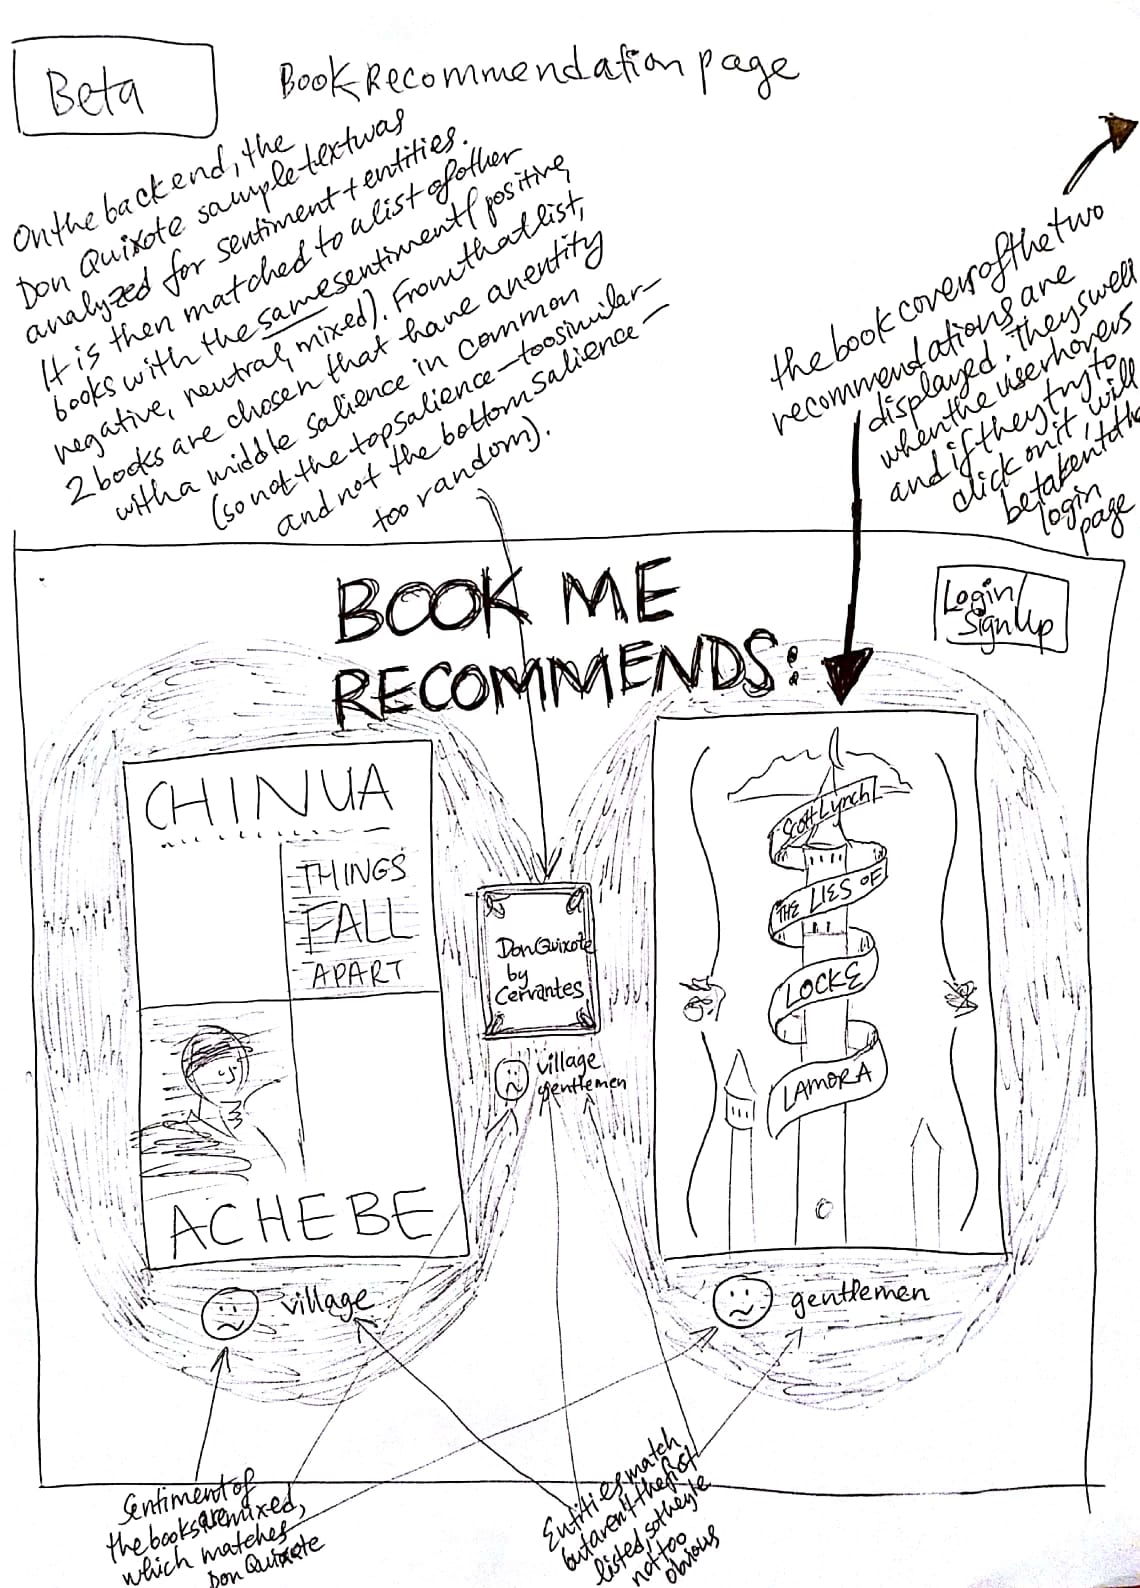 Beta
Book Recommendation page
On the back end, the
Don Quixote sample text was
analyzed for sentiment + entities.
It is then matched to a list of other
books with the same sentiment (positive,
negative, neutral, mixed). From that list,
2 books are chosen that have an entity
with a middle salience in common
(so not the top salience - too similar -
and not the bottom salience -
too random).
the book covers of the two
recommendations are
displayed. They swell
when the user hovers
and if they try to
click on it, will
be taken to the
login
page
BOOK ME
RECOMMENDS:
Login/
Sign Up
CHINUA
THINGS
FALL
APART
ACHEBE
village
Don Quixote
by
Cervantes
village
gentlemen
Scott Lynch
THE LIES OF
LOCKE
LAMORA
gentlemen
Sentiment of
the books are mixed,
which matches
Don Quixote
Entities match
but aren't the first
listed, so they're
not too
obvious